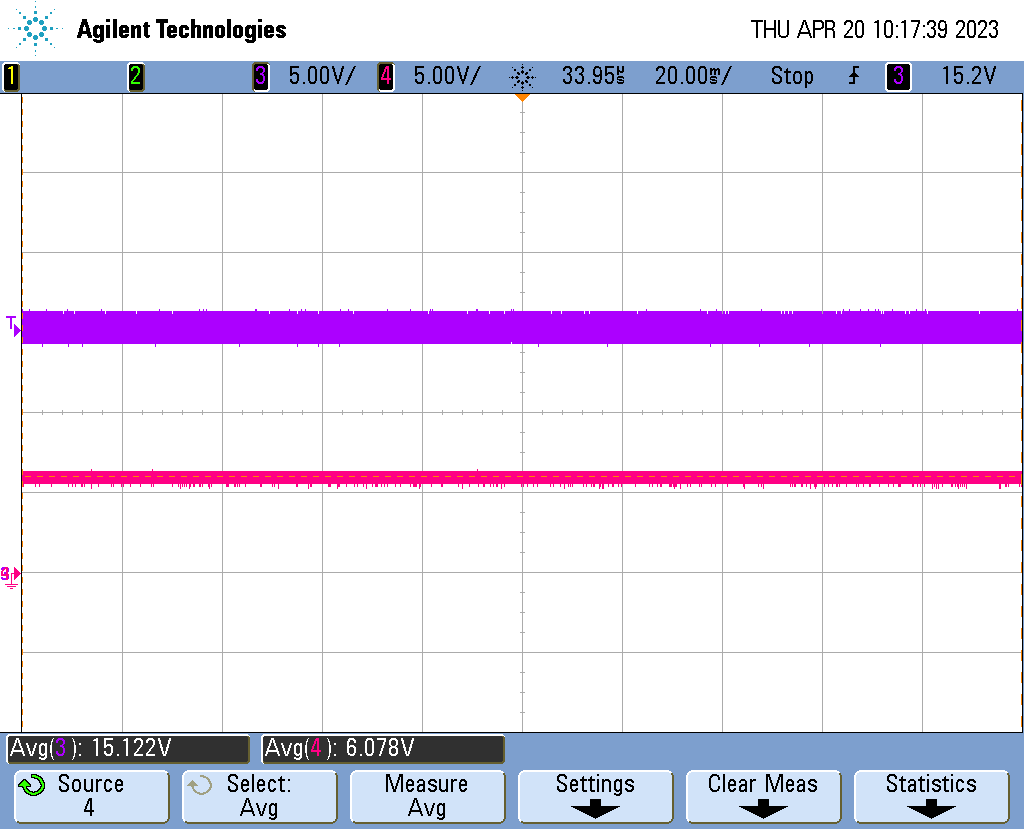 Agilent Technologies
THU APR 20 10:17:39 2023
1 2 3 5.00V/ 4 5.00V/ 33.95µs 20.00ms/ Stop 3 15.2V
T
Avg(3): 15.122V Avg(4): 6.078V
Source
4
Select:
Avg
Measure
Avg
Settings
Clear Meas
Statistics